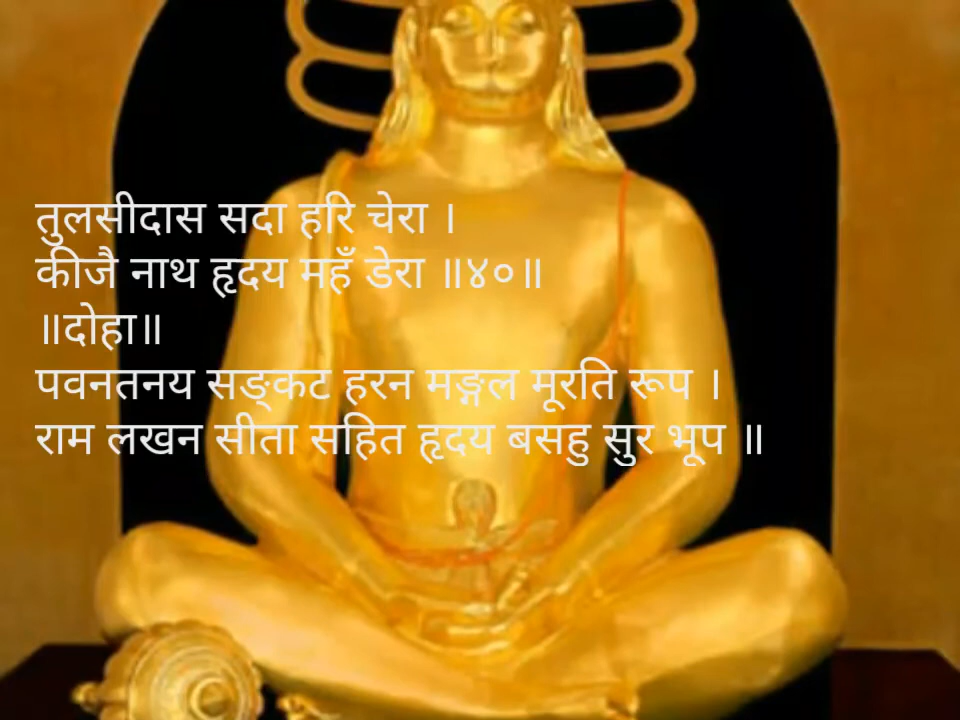 तुलसीदास सदा हरि चेरा ।
कीजै नाथ हृदय महँ डेरा ॥४०॥
॥दोहा॥
पवनतनय सङ्कट हरन मङ्गल मूरति रूप ।
राम लखन सीता सहित हृदय बसहु सुर भूप ॥